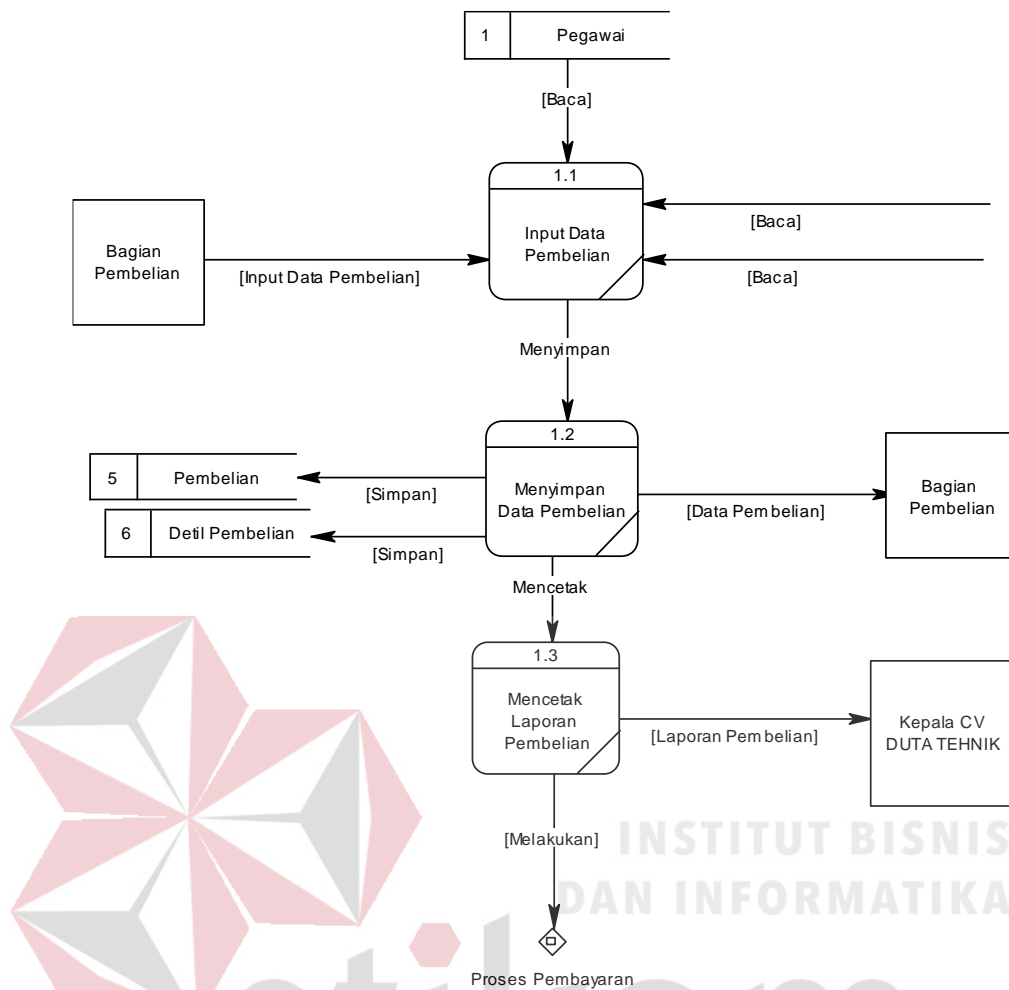 1 Pegawai
[Baca]
1.1
Input Data
Pembelian
Bagian
Pembelian
[Input Data Pembelian]
[Baca]
[Baca]
Menyimpan
1.2
Menyimpan
Data Pembelian
5 Pembelian
[Simpan]
6 Detil Pembelian
[Simpan]
[Data Pembelian]
Bagian
Pembelian
Mencetak
1.3
Mencetak
Laporan
Pembelian
[Laporan Pembelian]
Kepala CV
DUTA TEHNIK
[Melakukan]
INSTITUT BISNIS
DAN INFORMATIKA
Proses Pembayaran